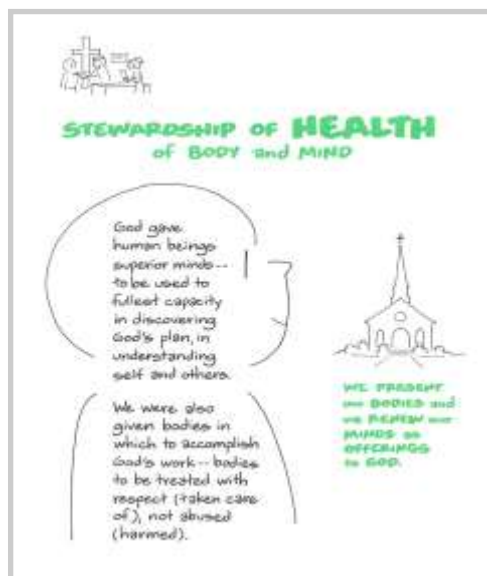 STEWARDSHIP OF HEALTH
of BODY and MIND
God gave
human beings
superior minds--
to be used to
fullest capacity
in discovering
God's plan, in
understanding
self and others.
We were also
given bodies in
which to accomplish
God's work--bodies
to be treated with
respect (taken care
of), not abused
(harmed).
WE PRESENT
our BODIES and
we RENEW our
MINDS as
OFFERINGS
to GOD.